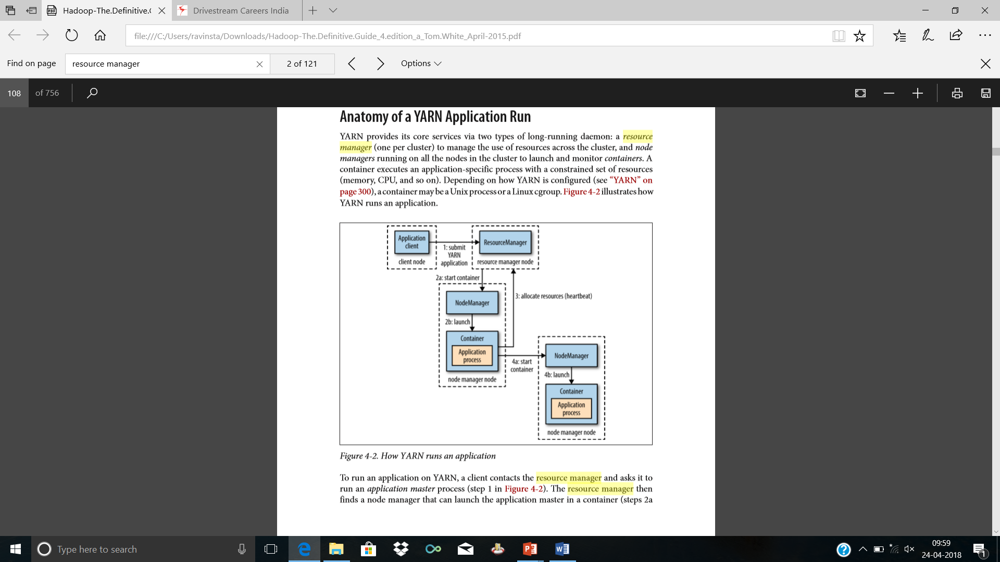 Hadoop-The.Definitive.G
Drivestream Careers India
file:///C:/Users/ravinsta/Downloads/Hadoop-The.Definitive.Guide_4.edition_a_Tom.White_April-2015.pdf
Find on page
resource manager
2 of 121
Options
108
of 756
Anatomy of a YARN Application Run
YARN provides its core services via two types of long-running daemon: a resource
manager (one per cluster) to manage the use of resources across the cluster, and node
managers running on all the nodes in the cluster to launch and monitor containers. A
container executes an application-specific process with a constrained set of resources
(memory, CPU, and so on). Depending on how YARN is configured (see “YARN” on
page 300), a container may be a Unix process or a Linux cgroup. Figure 4-2 illustrates how
YARN runs an application.
Application
client
client node
1: submit
YARN
application
ResourceManager
resource manager node
2a: start container
NodeManager
2b: launch
Container
Application
process
node manager node
3: allocate resources (heartbeat)
4a: start
container
NodeManager
4b: launch
Container
Application
process
node manager node
Figure 4-2. How YARN runs an application
To run an application on YARN, a client contacts the resource manager and asks it to
run an application master process (step 1 in Figure 4-2). The resource manager then
finds a node manager that can launch the application master in a container (steps 2a
Type here to search
09:59
24-04-2018
1